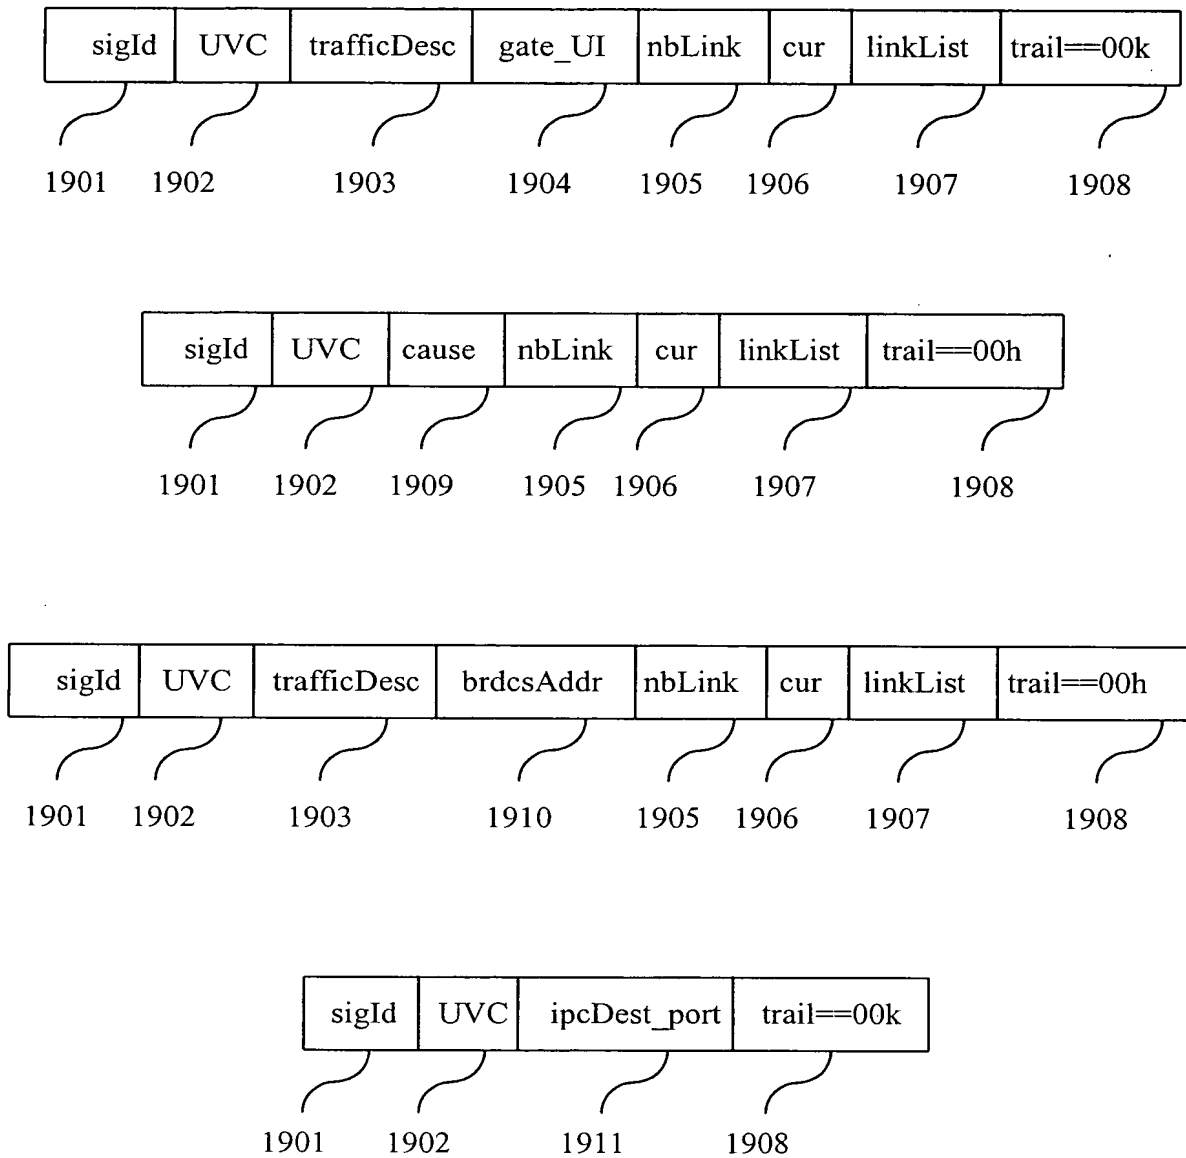 sigId UVC trafficDesc gate_UI nbLink cur linkList trail==00k
1901 1902 1903 1904 1905 1906 1907 1908
sigId UVC cause nbLink cur linkList trail==00h
1901 1902 1909 1905 1906 1907 1908
sigId UVC trafficDesc brdcsAddr nbLink cur linkList trail==00h
1901 1902 1903 1910 1905 1906 1907 1908
sigId UVC ipcDest_port trail==00k
1901 1902 1911 1908